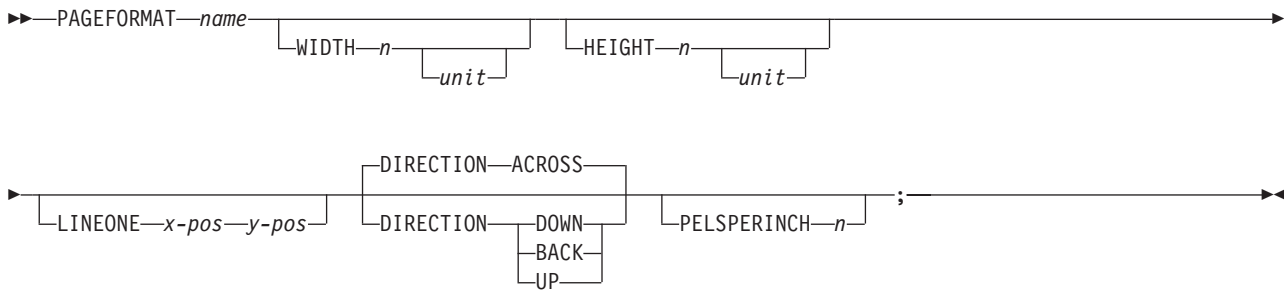 PAGEFORMAT name
WIDTH n unit
HEIGHT n unit
DIRECTION ACROSS
LINEONE x-pos y-pos
DIRECTION DOWN
BACK
UP
PELSPERINCH n
;